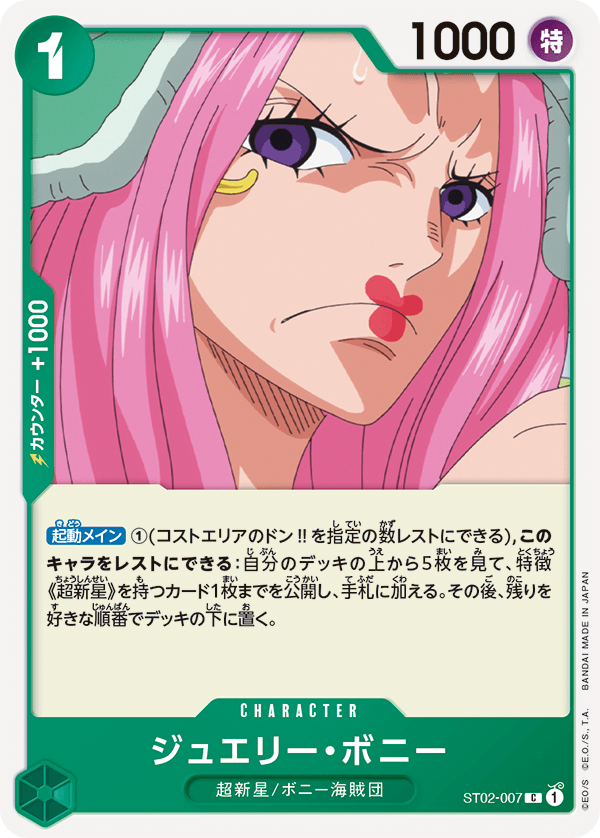 1
1000 特
カウンター +1000
起動メイン ①(コストエリアのドン‼を指定の数レストにできる),この
キャラをレストにできる：自分のデッキの上から5枚を見て、特徴
《超新星》を持つカード1枚までを公開し、手札に加える。その後、残りを
好きな順番でデッキの下に置く。
CHARACTER
ジュエリー・ボニー
超新星/ボニー海賊団
ST02-007 C 1
©EO/S ©E.O./S., T.A. BANDAI MADE IN JAPAN